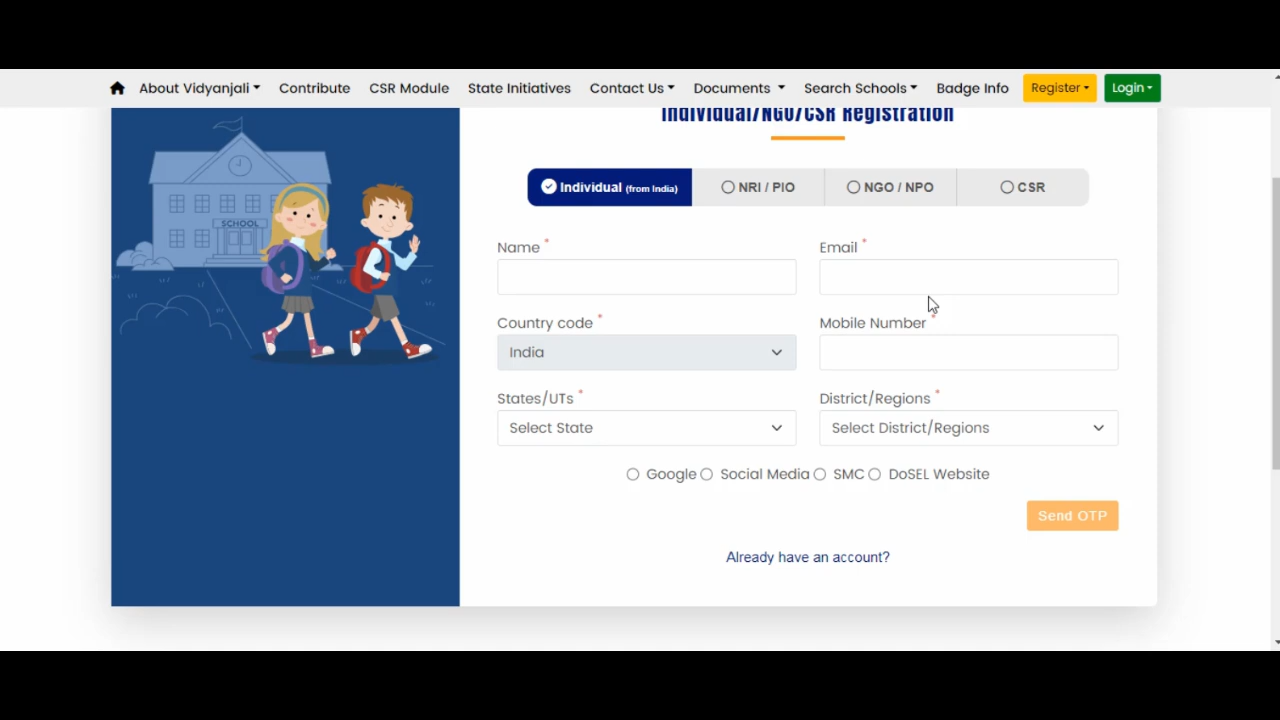 About Vidyanjali Contribute CSR Module State Initiatives Contact Us Documents Search Schools Badge Info Register Login
Individual/NGO/CSR Registration
SCHOOL
Individual (from India) NRI / PIO NGO / NPO CSR
Name * Email *
Country code * Mobile Number *
India
States/UTs * District/Regions *
Select State Select District/Regions
Google Social Media SMC DoSEL Website
Send OTP
Already have an account?